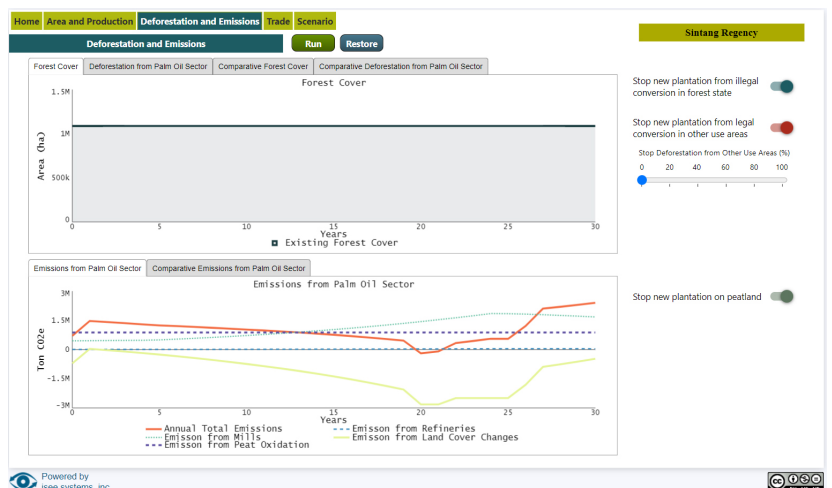 Home Area and Production Deforestation and Emissions Trade Scenario
Deforestation and Emissions
Run Restore
Sintang Regency
Forest Cover Deforestation from Palm Oil Sector Comparative Forest Cover Comparative Deforestation from Palm Oil Sector
Forest Cover
1.5M
1M
500k
0
Area (ha)
0 5 10 15 20 25 30
Years
Existing Forest Cover
Stop new plantation from illegal
conversion in forest state
Stop new plantation from legal
conversion in other use areas
Stop Deforestation from Other Use Areas (%)
0 20 40 60 80 100
Emissions from Palm Oil Sector Comparative Emissions from Palm Oil Sector
Emissions from Palm Oil Sector
3M
1.5M
0
-1.5M
-3M
Ton CO2e
0 5 10 15 20 25 30
Years
Annual Total Emissions Emisson from Refineries
Emisson from Mills Emisson from Land Cover Changes
Emisson from Peat Oxidation
Stop new plantation on peatland
Powered by
isee systems, inc.
cc